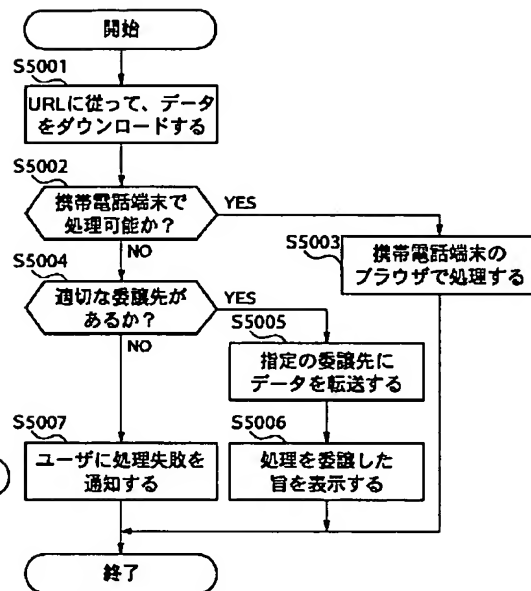 開始
S5001
URLに従って、データ
をダウンロードする
S5002
携帯電話端末で
処理可能か？
YES
NO
S5003
携帯電話端末の
ブラウザで処理する
S5004
適切な委譲先が
あるか？
YES
NO
S5005
指定の委譲先に
データを転送する
S5006
処理を委譲した
旨を表示する
S5007
ユーザに処理失敗を
通知する
終了